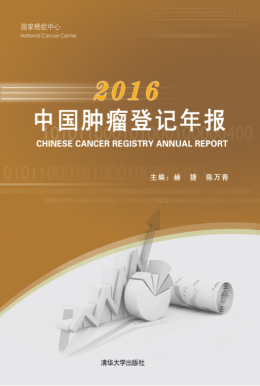 国家癌症中心
National Cancer Center
2016
中国肿瘤登记年报
CHINESE CANCER REGISTRY ANNUAL REPORT
主编：赫 捷 陈万青
清华大学出版社